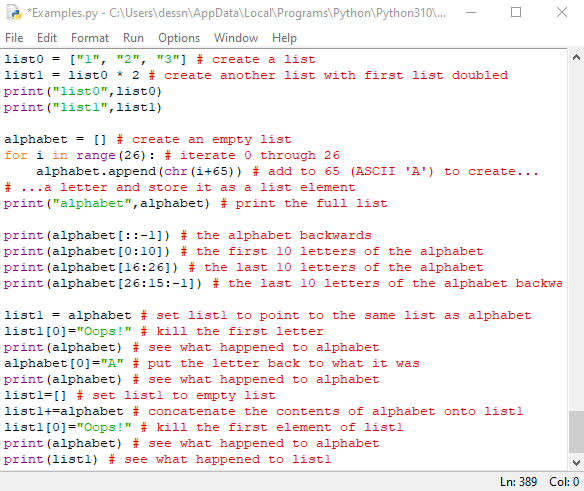 *Examples.py - C:\Users\dessn\AppData\Local\Programs\Python\Python310\...
File Edit Format Run Options Window Help
list0 = ["1", "2", "3"] # create a list
list1 = list0 * 2 # create another list with first list doubled
print("list0",list0)
print("list1",list1)

alphabet = [] # create an empty list
for i in range(26): # iterate 0 through 26
    alphabet.append(chr(i+65)) # add to 65 (ASCII 'A') to create...
# ...a letter and store it as a list element
print("alphabet",alphabet) # print the full list

print(alphabet[::-1]) # the alphabet backwards
print(alphabet[0:10]) # the first 10 letters of the alphabet
print(alphabet[16:26]) # the last 10 letters of the alphabet
print(alphabet[26:15:-1]) # the last 10 letters of the alphabet backwa

list1 = alphabet # set list1 to point to the same list as alphabet
list1[0]="Oops!" # kill the first letter
print(alphabet) # see what happened to alphabet
alphabet[0]="A" # put the letter back to what it was
print(alphabet) # see what happened to alphabet
list1=[] # set list1 to empty list
list1+=alphabet # concatenate the contents of alphabet onto list1
list1[0]="Oops!" # kill the first element of list1
print(alphabet) # see what happened to alphabet
print(list1) # see what happened to list1
Ln: 389 Col: 0